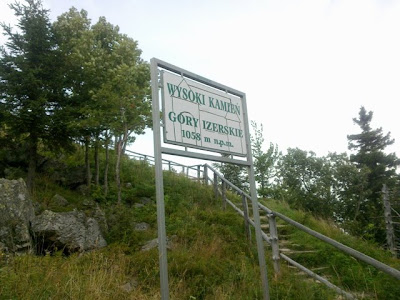 WYSOKI KAMIEŃ
GÓRY IZERSKIE
1058 m n.p.m.